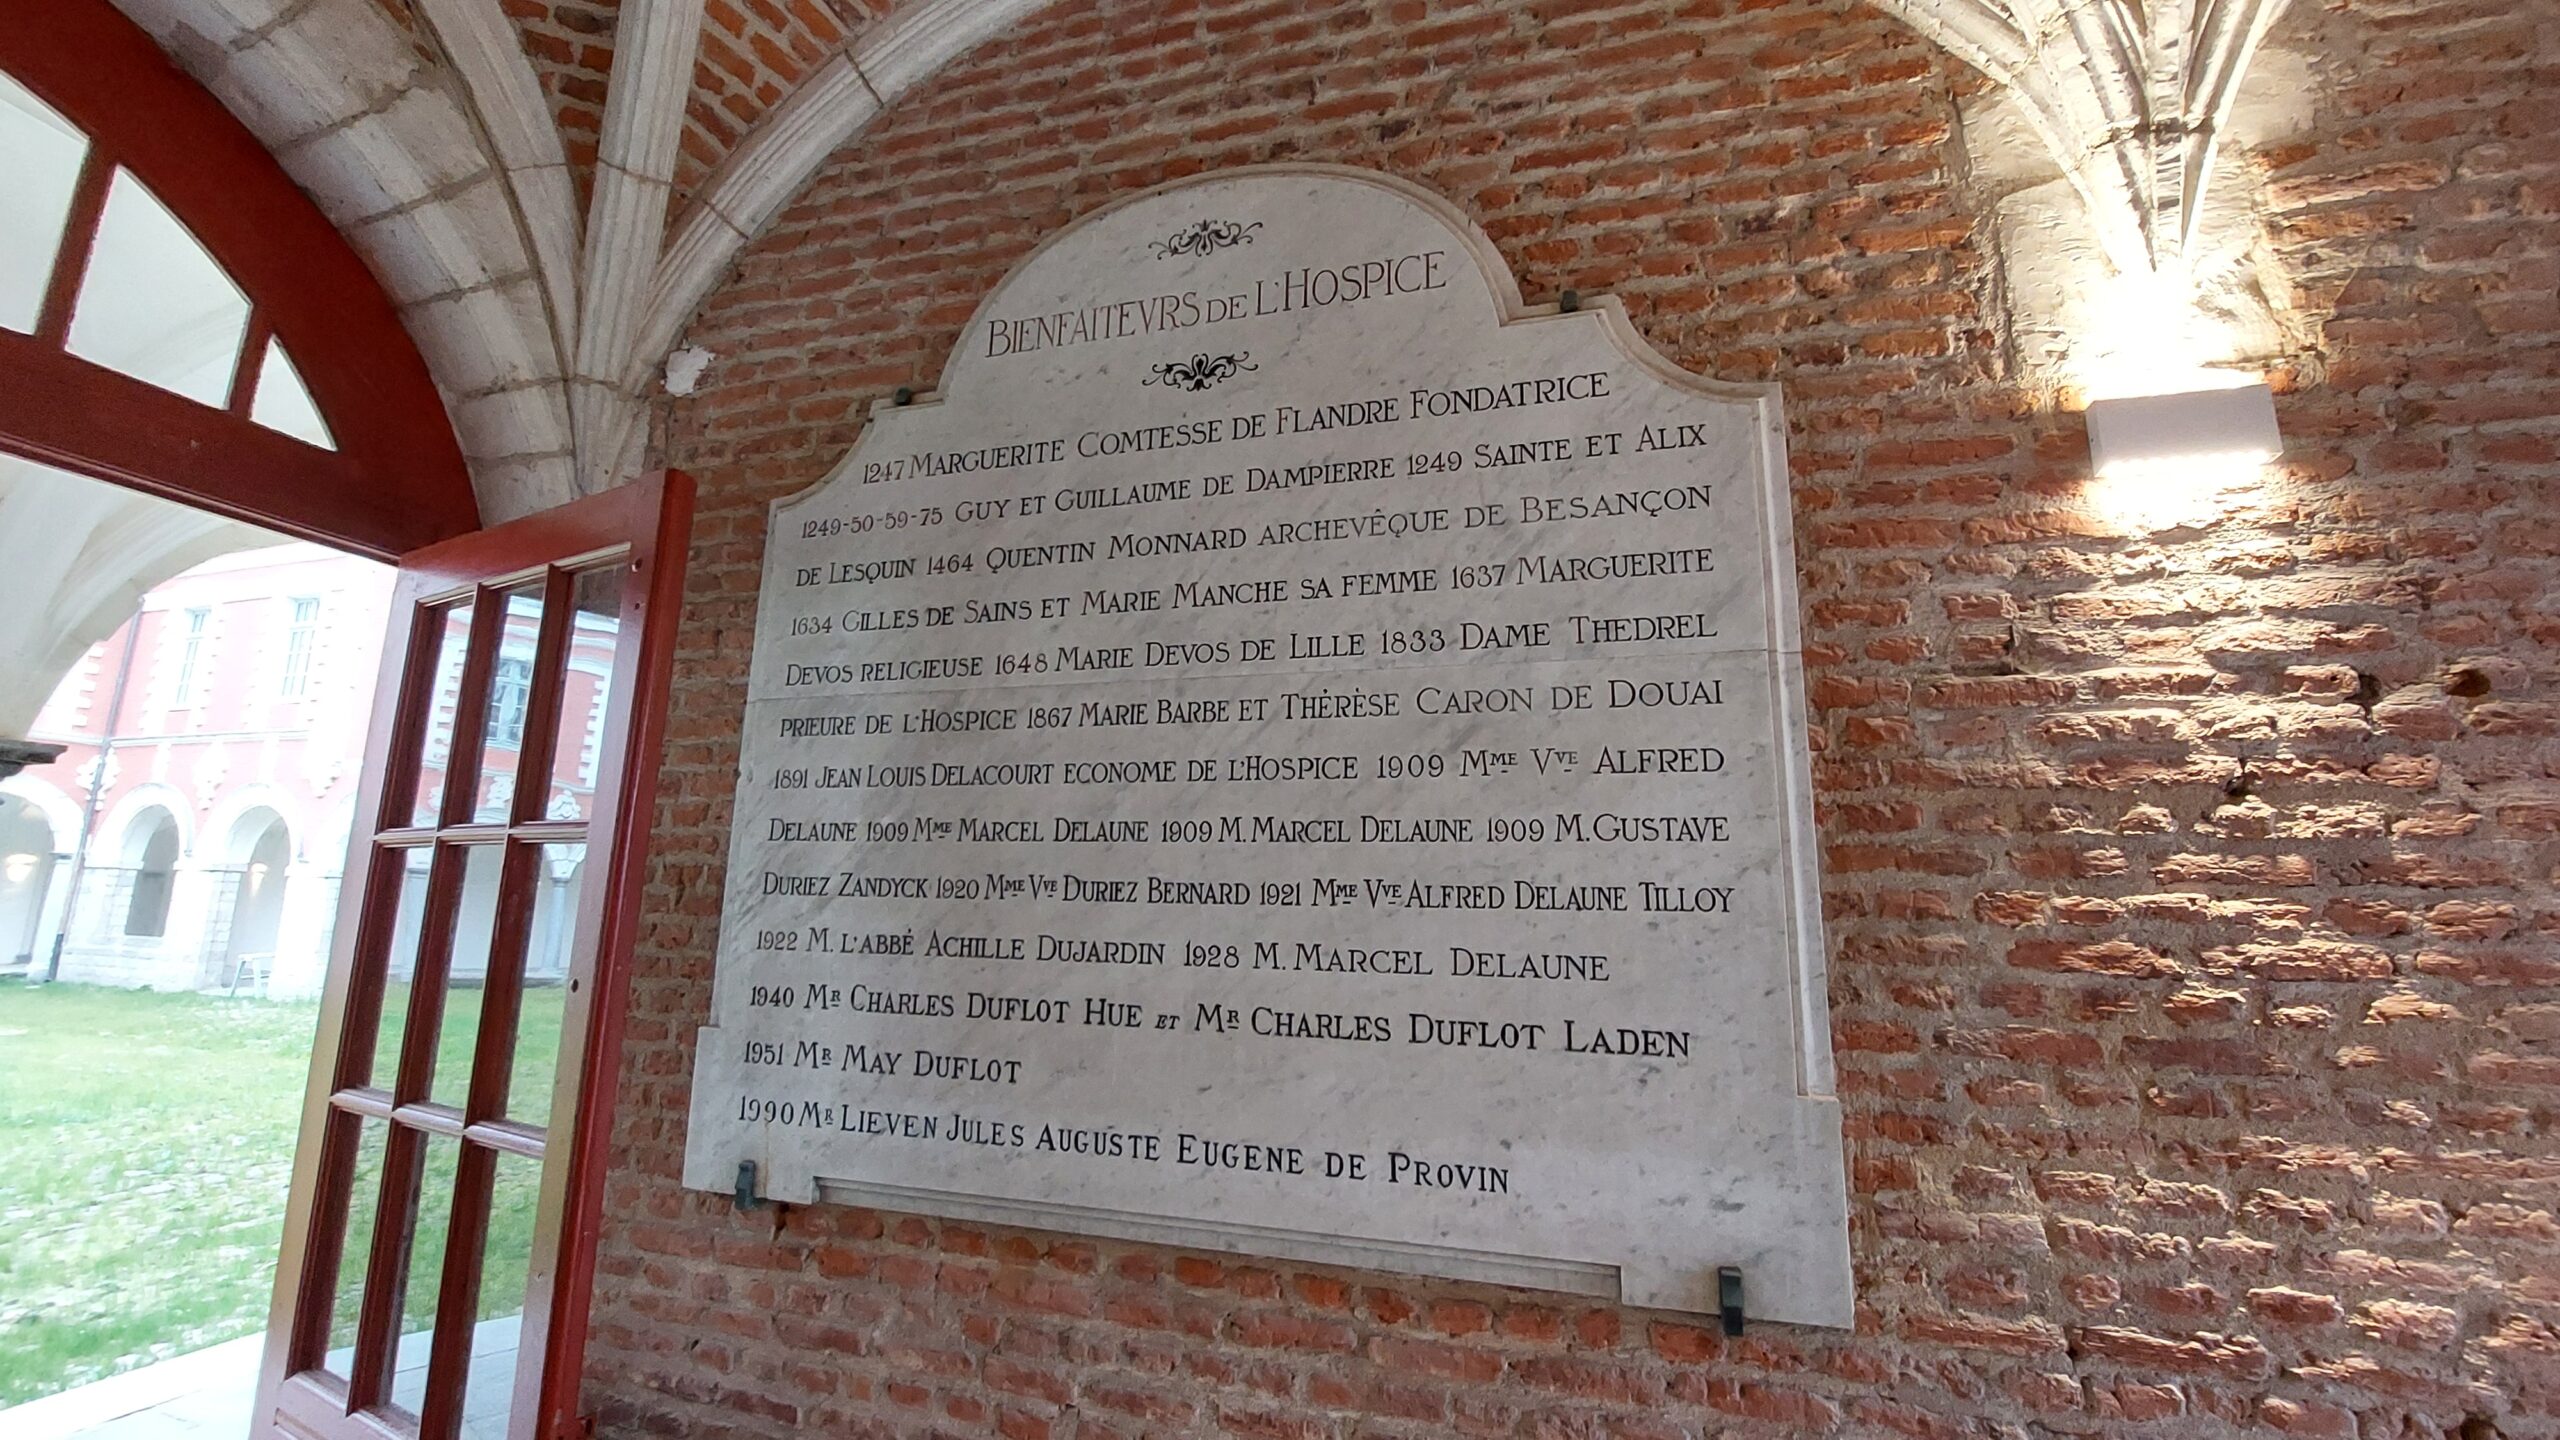 BIENFAITEVRS DE L'HOSPICE
1247 MARGUERITE COMTESSE DE FLANDRE FONDATRICE
1249-50-59-75 GUY ET GUILLAUME DE DAMPIERRE 1249 SAINTE ET ALIX
DE LESQUIN 1464 QUENTIN MONNARD ARCHEVÊQUE DE BESANÇON
1634 GILLES DE SAINS ET MARIE MANCHE SA FEMME 1637 MARGUERITE
DEVOS RELIGIEUSE 1648 MARIE DEVOS DE LILLE 1833 DAME THEDREL
PRIEURE DE L'HOSPICE 1867 MARIE BARBE ET THÉRÈSE CARON DE DOUAI
1891 JEAN LOUIS DELACOURT ECONOME DE L'HOSPICE 1909 MME VVE ALFRED
DELAUNE 1909 MME MARCEL DELAUNE 1909 M. MARCEL DELAUNE 1909 M. GUSTAVE
DURIEZ ZANDYCK 1920 MME VVE DURIEZ BERNARD 1921 MME VVE ALFRED DELAUNE TILLOY
1922 M. L'ABBÉ ACHILLE DUJARDIN 1928 M. MARCEL DELAUNE
1940 MR CHARLES DUFLOT HUE ET MR CHARLES DUFLOT LADEN
1951 MR MAY DUFLOT
1990 MR LIEVEN JULES AUGUSTE EUGENE DE PROVIN